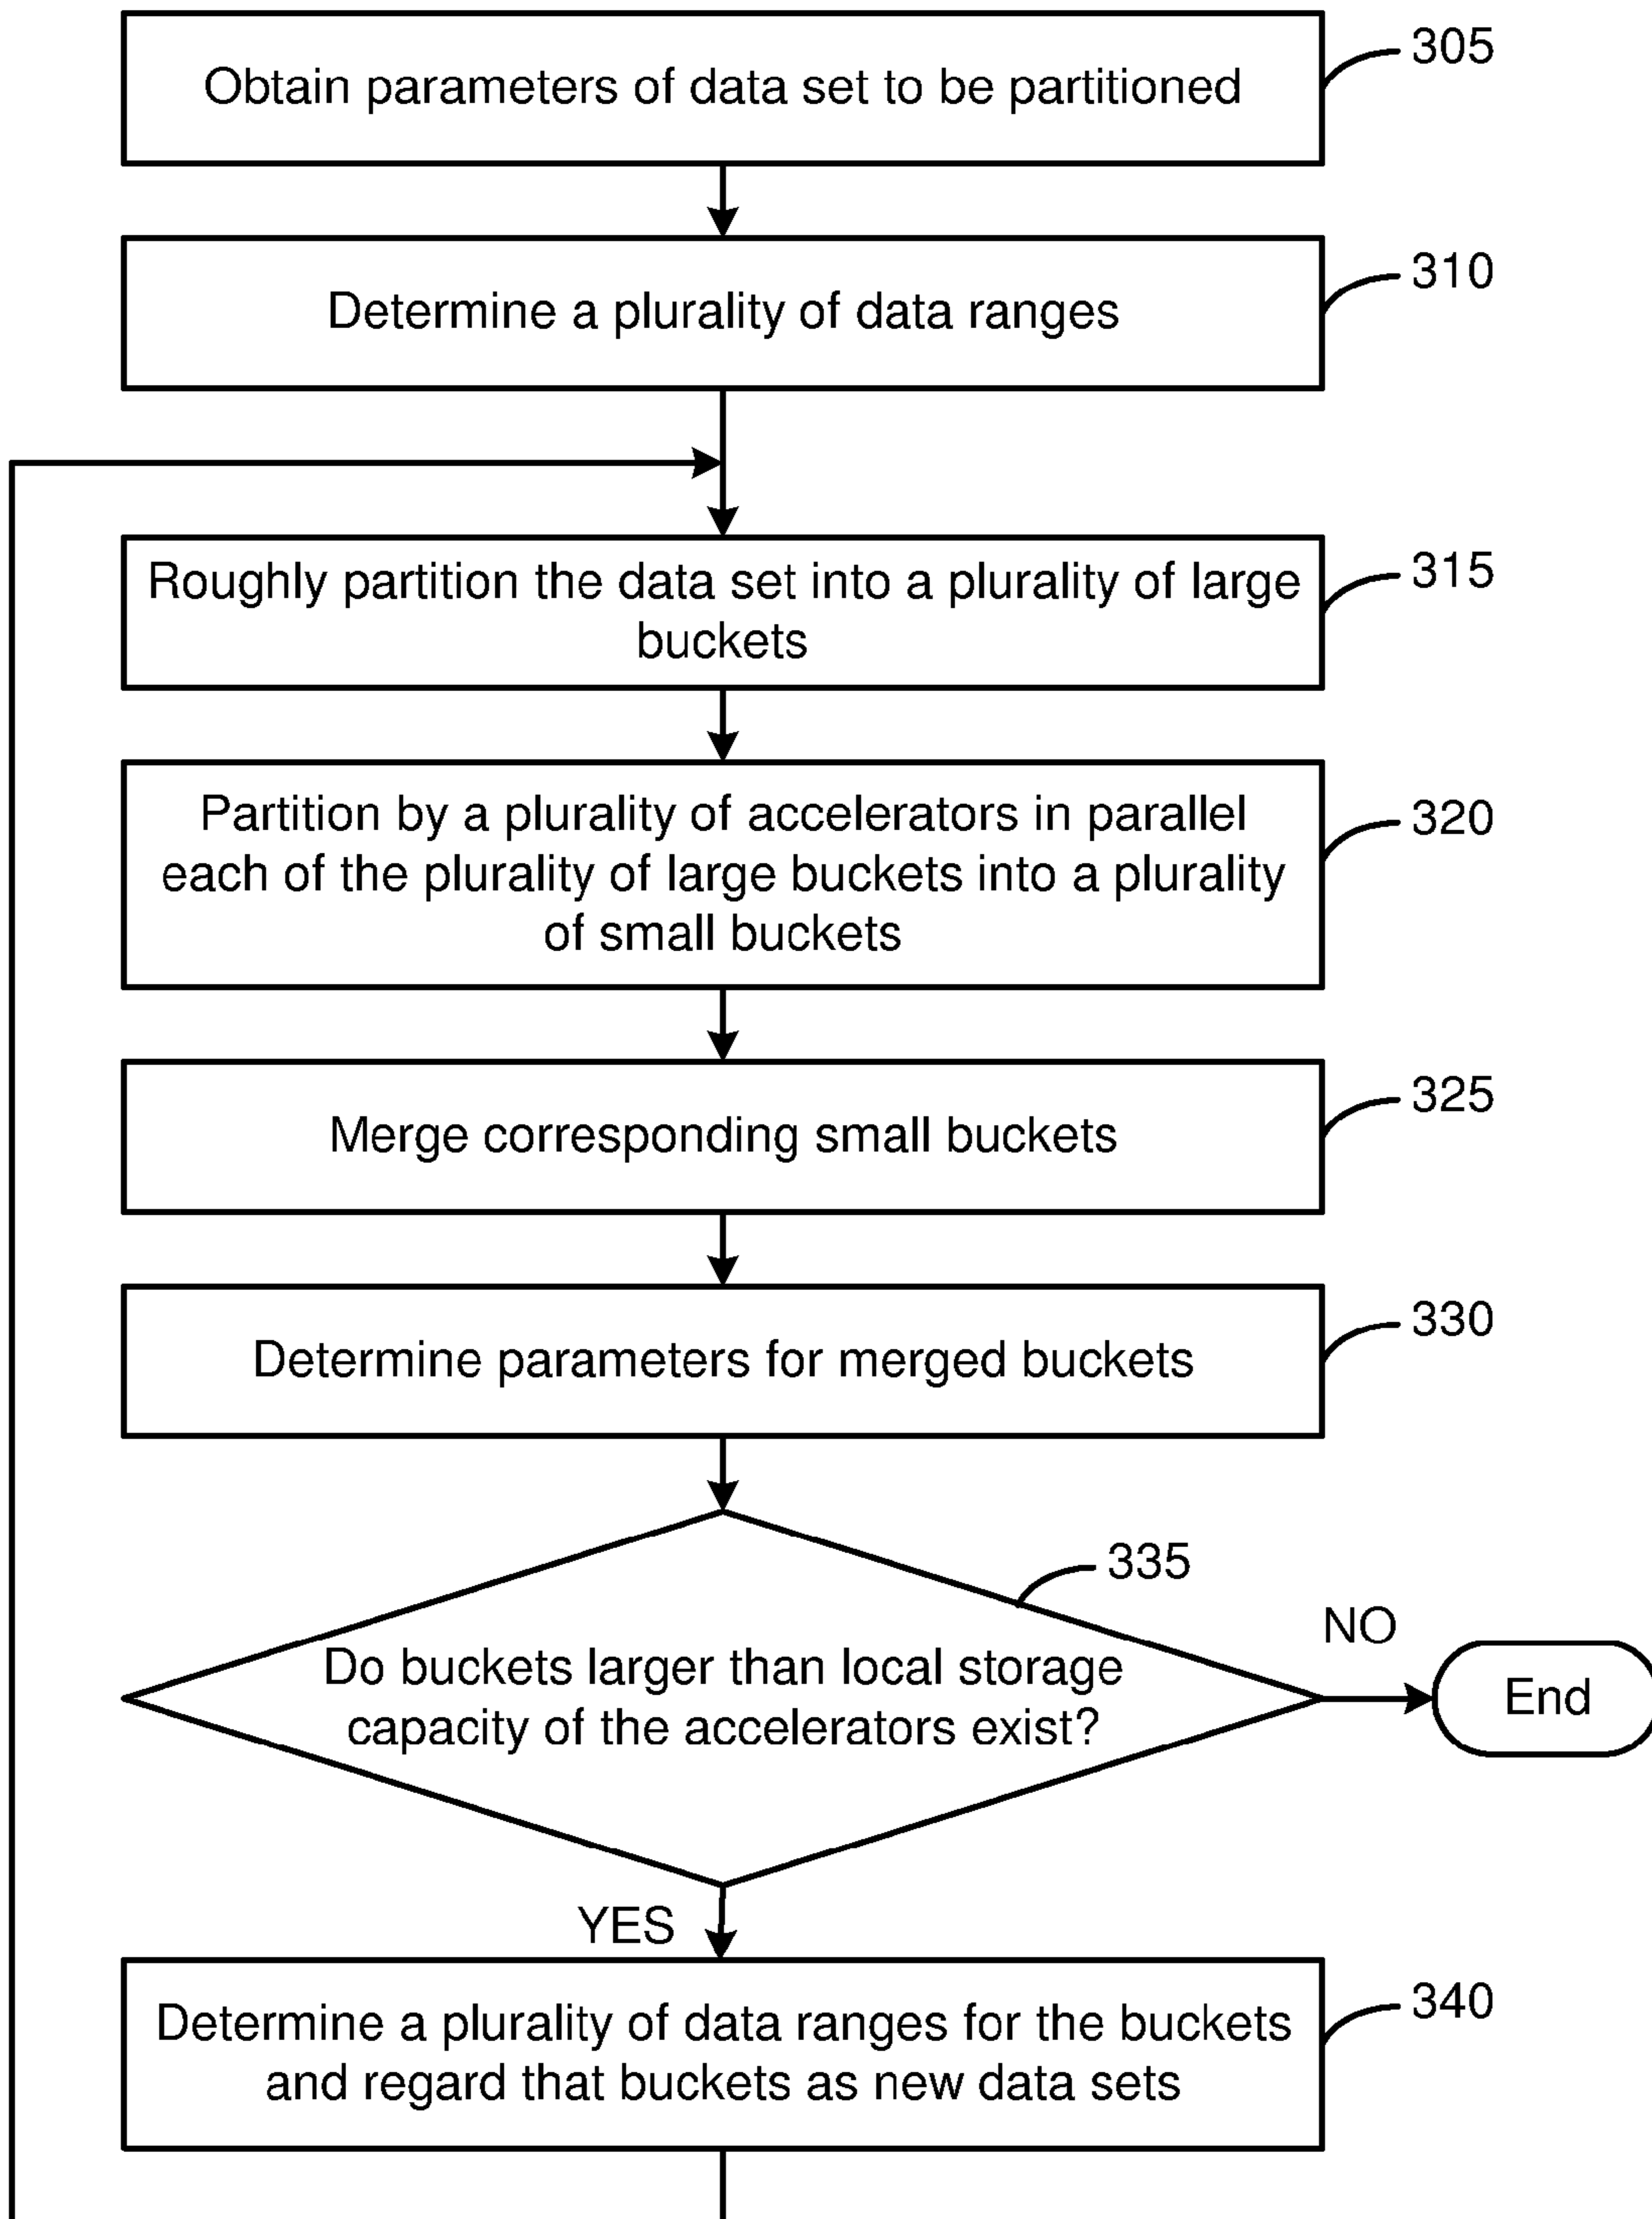 Obtain parameters of data set to be partitioned
305
Determine a plurality of data ranges
310
Roughly partition the data set into a plurality of large
buckets
315
Partition by a plurality of accelerators in parallel
each of the plurality of large buckets into a plurality
of small buckets
320
Merge corresponding small buckets
325
Determine parameters for merged buckets
330
335
Do buckets larger than local storage
capacity of the accelerators exist?
NO
End
YES
Determine a plurality of data ranges for the buckets
and regard that buckets as new data sets
340